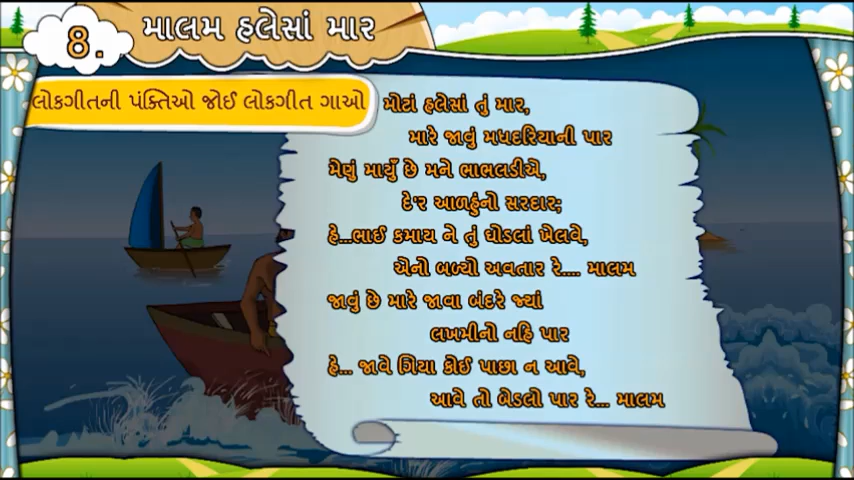 8.
માલમ હલેસાં માર
લોકગીતની પંક્તિઓ જોઈ લોકગીત ગાઓ
મોટાં હલેસાં તું માર,
મારે જાવું મધદરિયાની પાર
મેણું માર્યું છે મને ભાભલડીએ,
દે'ર આળહુંનો સરદાર;
હે...ભાઈ કમાય ને તું ઘોડલાં ખેલવે,
એનો બળ્યો અવતાર રે.... માલમ
જાવું છે મારે જાવા બંદરે જ્યાં
લખમીનો નહિ પાર
હે... જાવે ગિયા કોઈ પાછા ન આવે,
આવે તો બેડલો પાર રે... માલમ